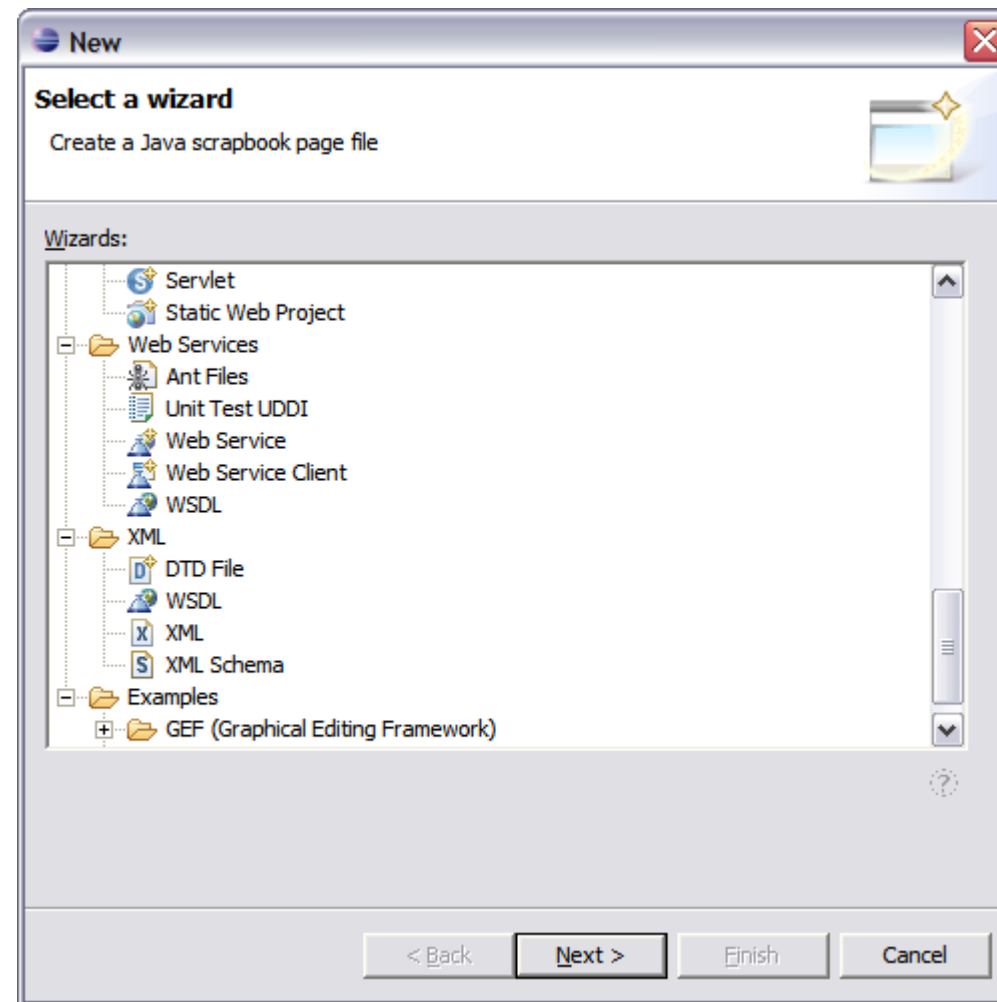 New
Select a wizard
Create a Java scrapbook page file
Wizards:
Servlet
Static Web Project
Web Services
Ant Files
Unit Test UDDI
Web Service
Web Service Client
WSDL
XML
DTD File
WSDL
XML
XML Schema
Examples
GEF (Graphical Editing Framework)
< Back Next > Finish Cancel